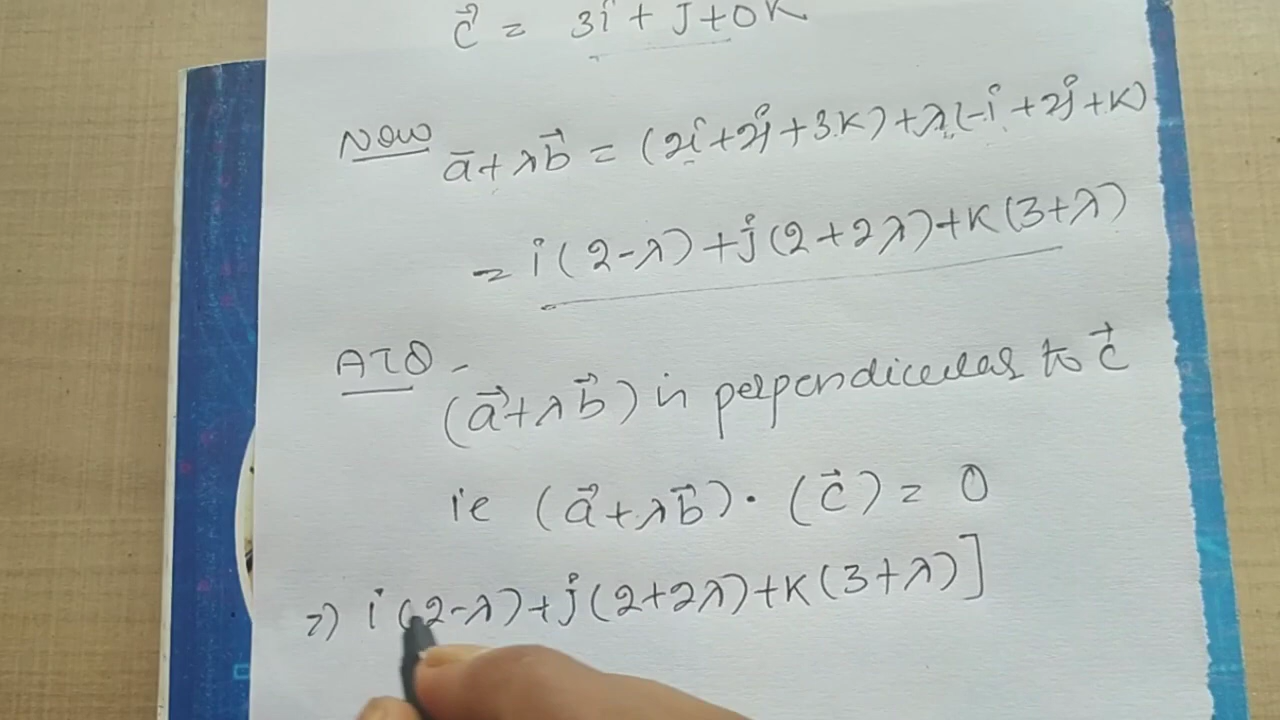 c⃗ = 3i + j + 0k
Now a⃗ + λb⃗ = (2i + 2j + 3k) + λ(-i + 2j + k)
= i(2-λ) + j(2+2λ) + k(3+λ)
ATQ -
(a⃗ + λb⃗) is perpendicular to c⃗
ie (a⃗ + λb⃗) · (c⃗) = 0
⇒ i(2-λ) + j(2+2λ) + k(3+λ)]